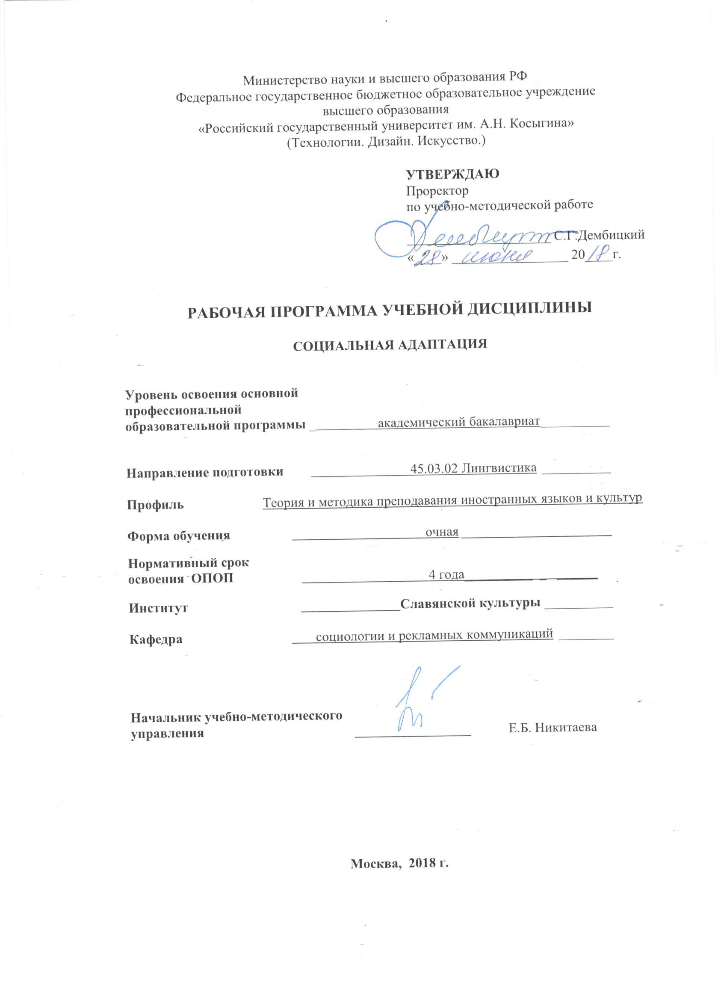 Министерство науки и высшего образования РФ
Федеральное государственное бюджетное образовательное учреждение
высшего образования
«Российский государственный университет им. А.Н. Косыгина»
(Технологии. Дизайн. Искусство.)
УТВЕРЖДАЮ
Проректор
по учебно-методической работе
С.Г.Дембицкий
«28» июня 2018 г.
РАБОЧАЯ ПРОГРАММА УЧЕБНОЙ ДИСЦИПЛИНЫ
СОЦИАЛЬНАЯ АДАПТАЦИЯ
Уровень освоения основной
профессиональной
образовательной программы академический бакалавриат
Направление подготовки 45.03.02 Лингвистика
Профиль Теория и методика преподавания иностранных языков и культур
Форма обучения очная
Нормативный срок
освоения ОПОП 4 года
Институт Славянской культуры
Кафедра социологии и рекламных коммуникаций
Начальник учебно-методического
управления Е.Б. Никитаева
Москва, 2018 г.